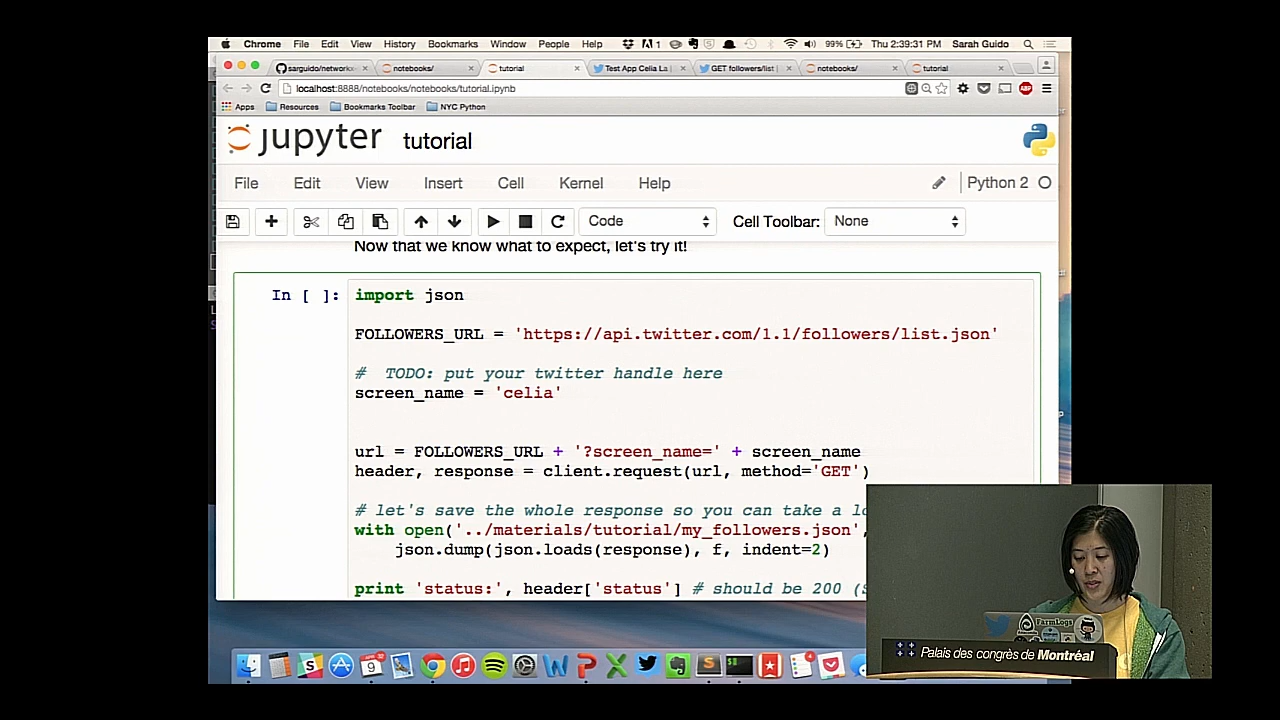 Chrome File Edit View History Bookmarks Window People Help 1 99% Thu 2:39:31 PM Sarah Guido
sarguido/networkx notebooks/ tutorial Test App Celia La GET followers/list notebooks/ tutorial
localhost:8888/notebooks/notebooks/tutorial.ipynb ABP
Apps Resources Bookmarks Toolbar NYC Python
jupyter tutorial
File Edit View Insert Cell Kernel Help Python 2
Code Cell Toolbar: None
Now that we know what to expect, let's try it!
In [ ]: import json
FOLLOWERS_URL = 'https://api.twitter.com/1.1/followers/list.json'
# TODO: put your twitter handle here
screen_name = 'celia'
url = FOLLOWERS_URL + '?screen_name=' + screen_name
header, response = client.request(url, method='GET')
# let's save the whole response so you can take a lo
with open('../materials/tutorial/my_followers.json',
json.dump(json.loads(response), f, indent=2)
print 'status:', header['status'] # should be 200 (S
FarmLogs
Palais des congrès de Montréal